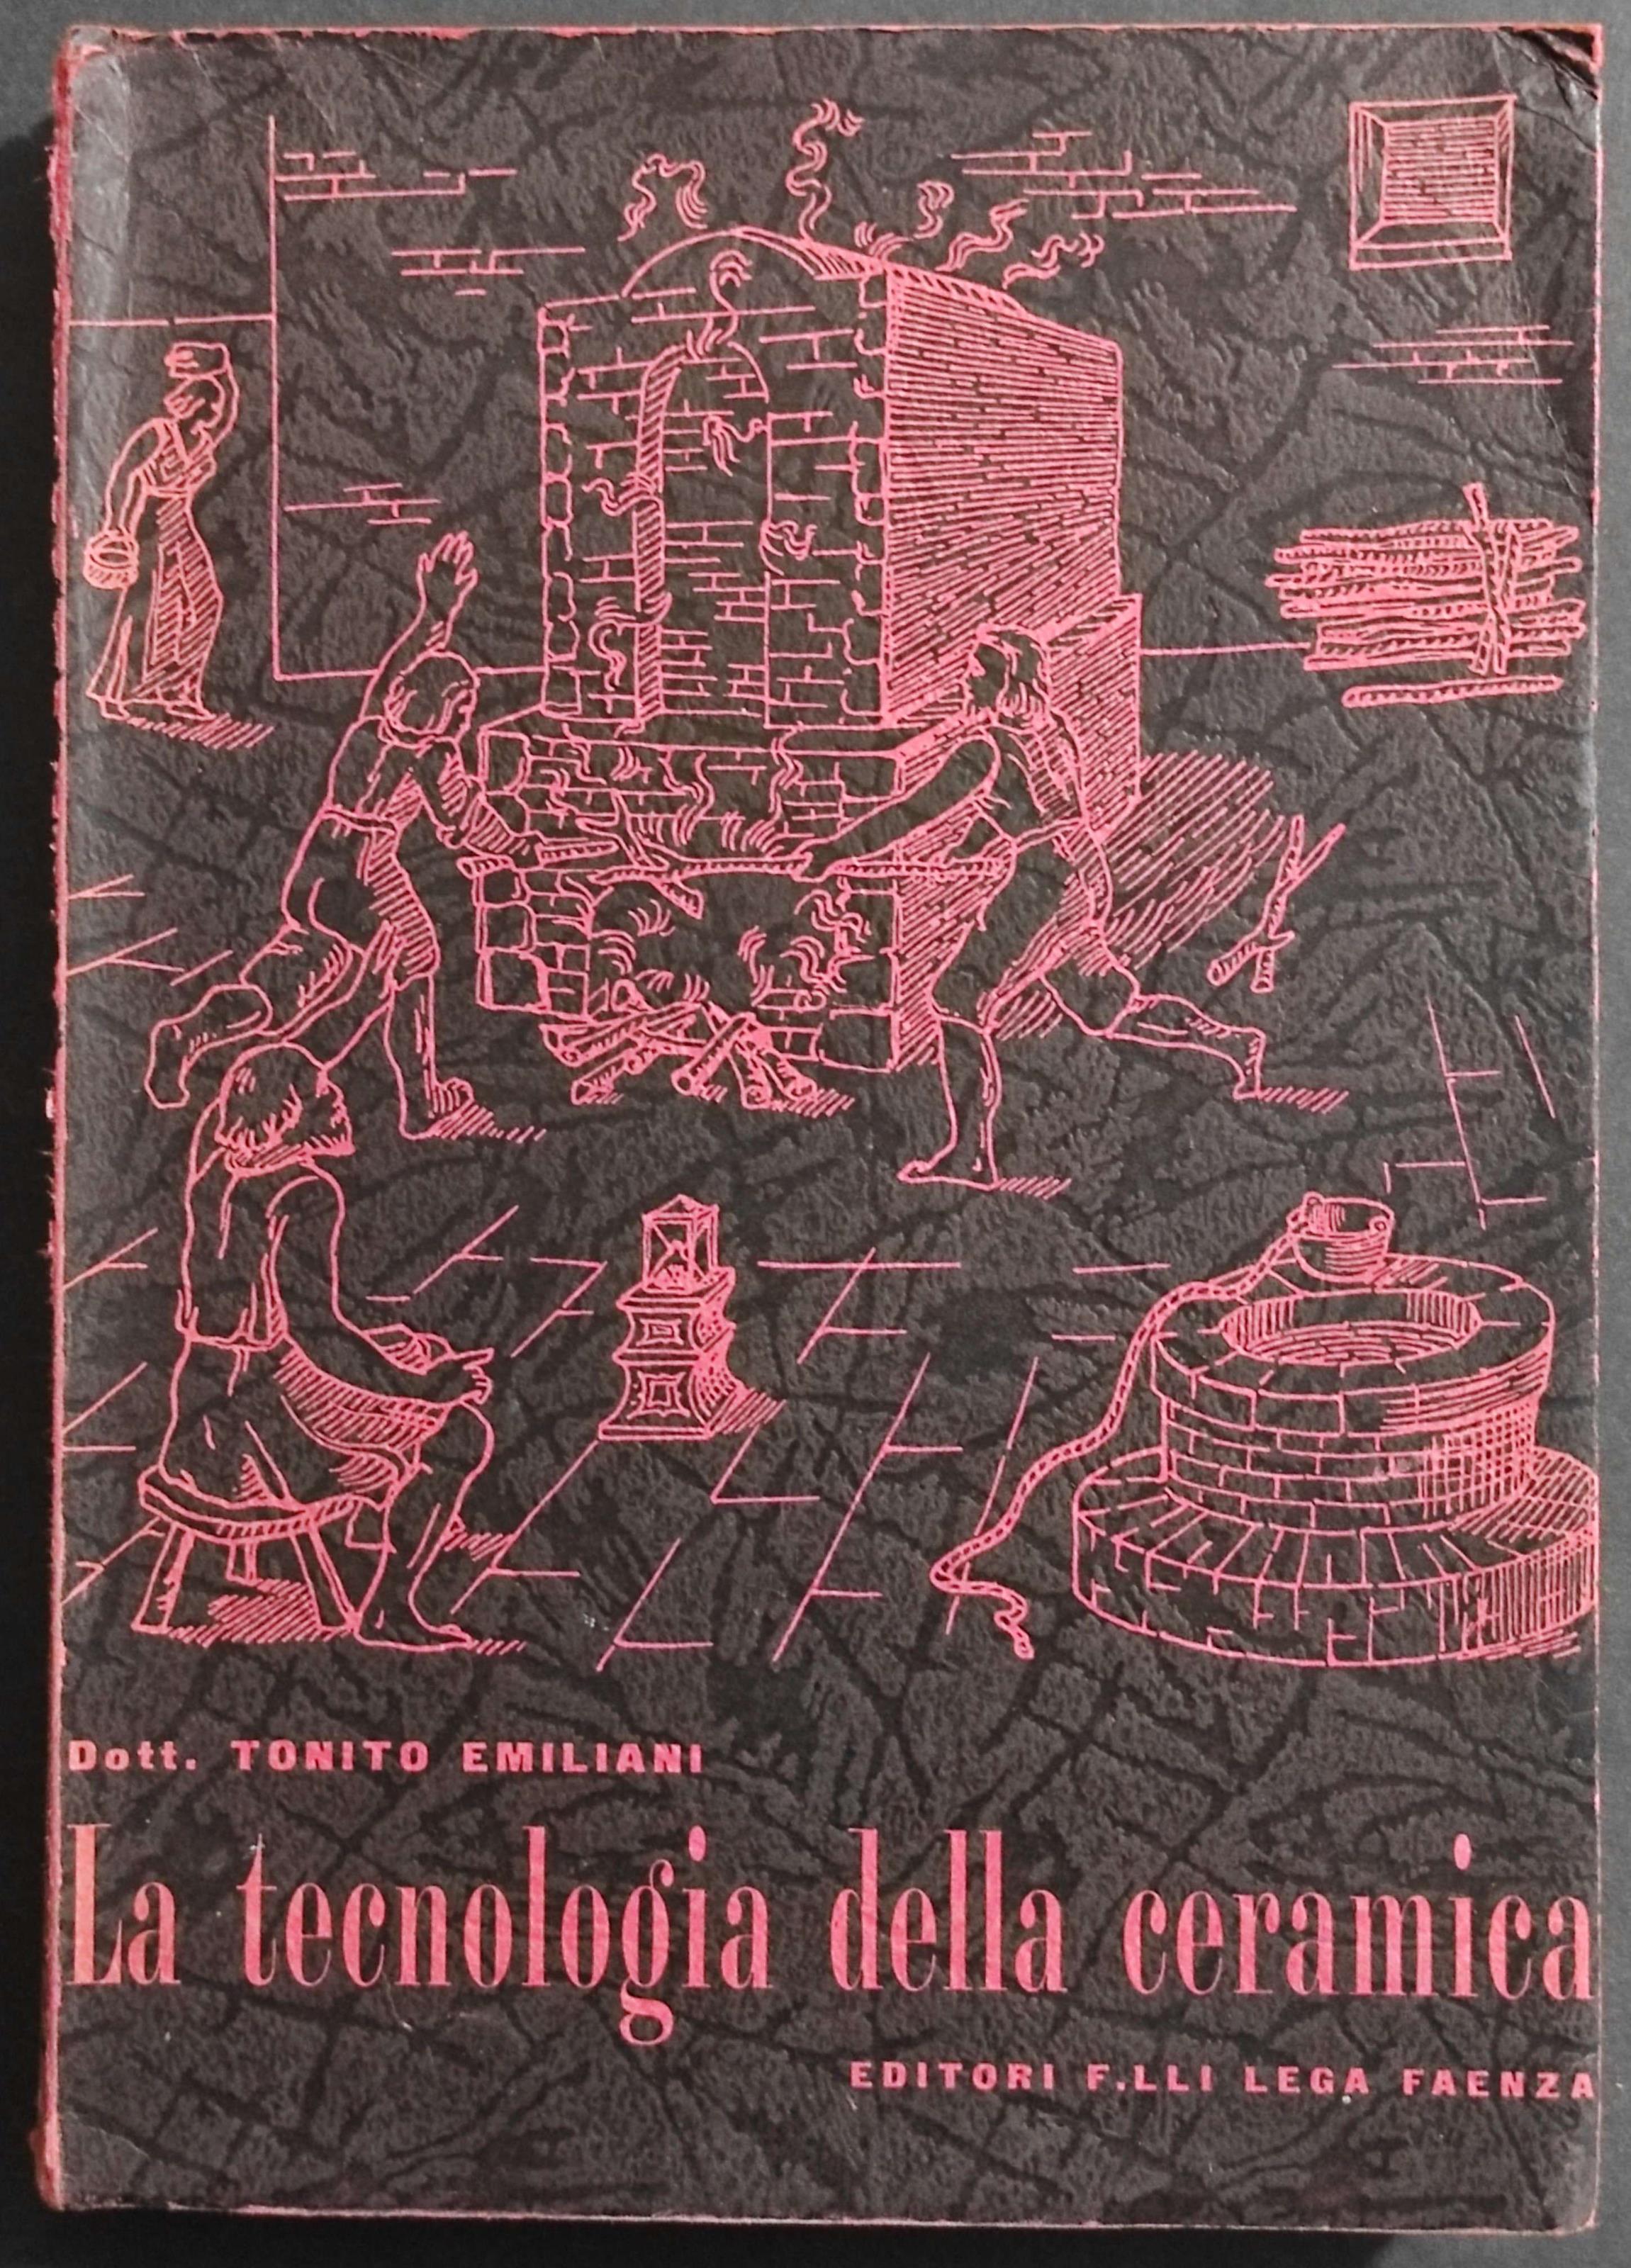 Dott. TONITO EMILIANI
La tecnologia della ceramica
EDITORI F.LLI LEGA FAENZA